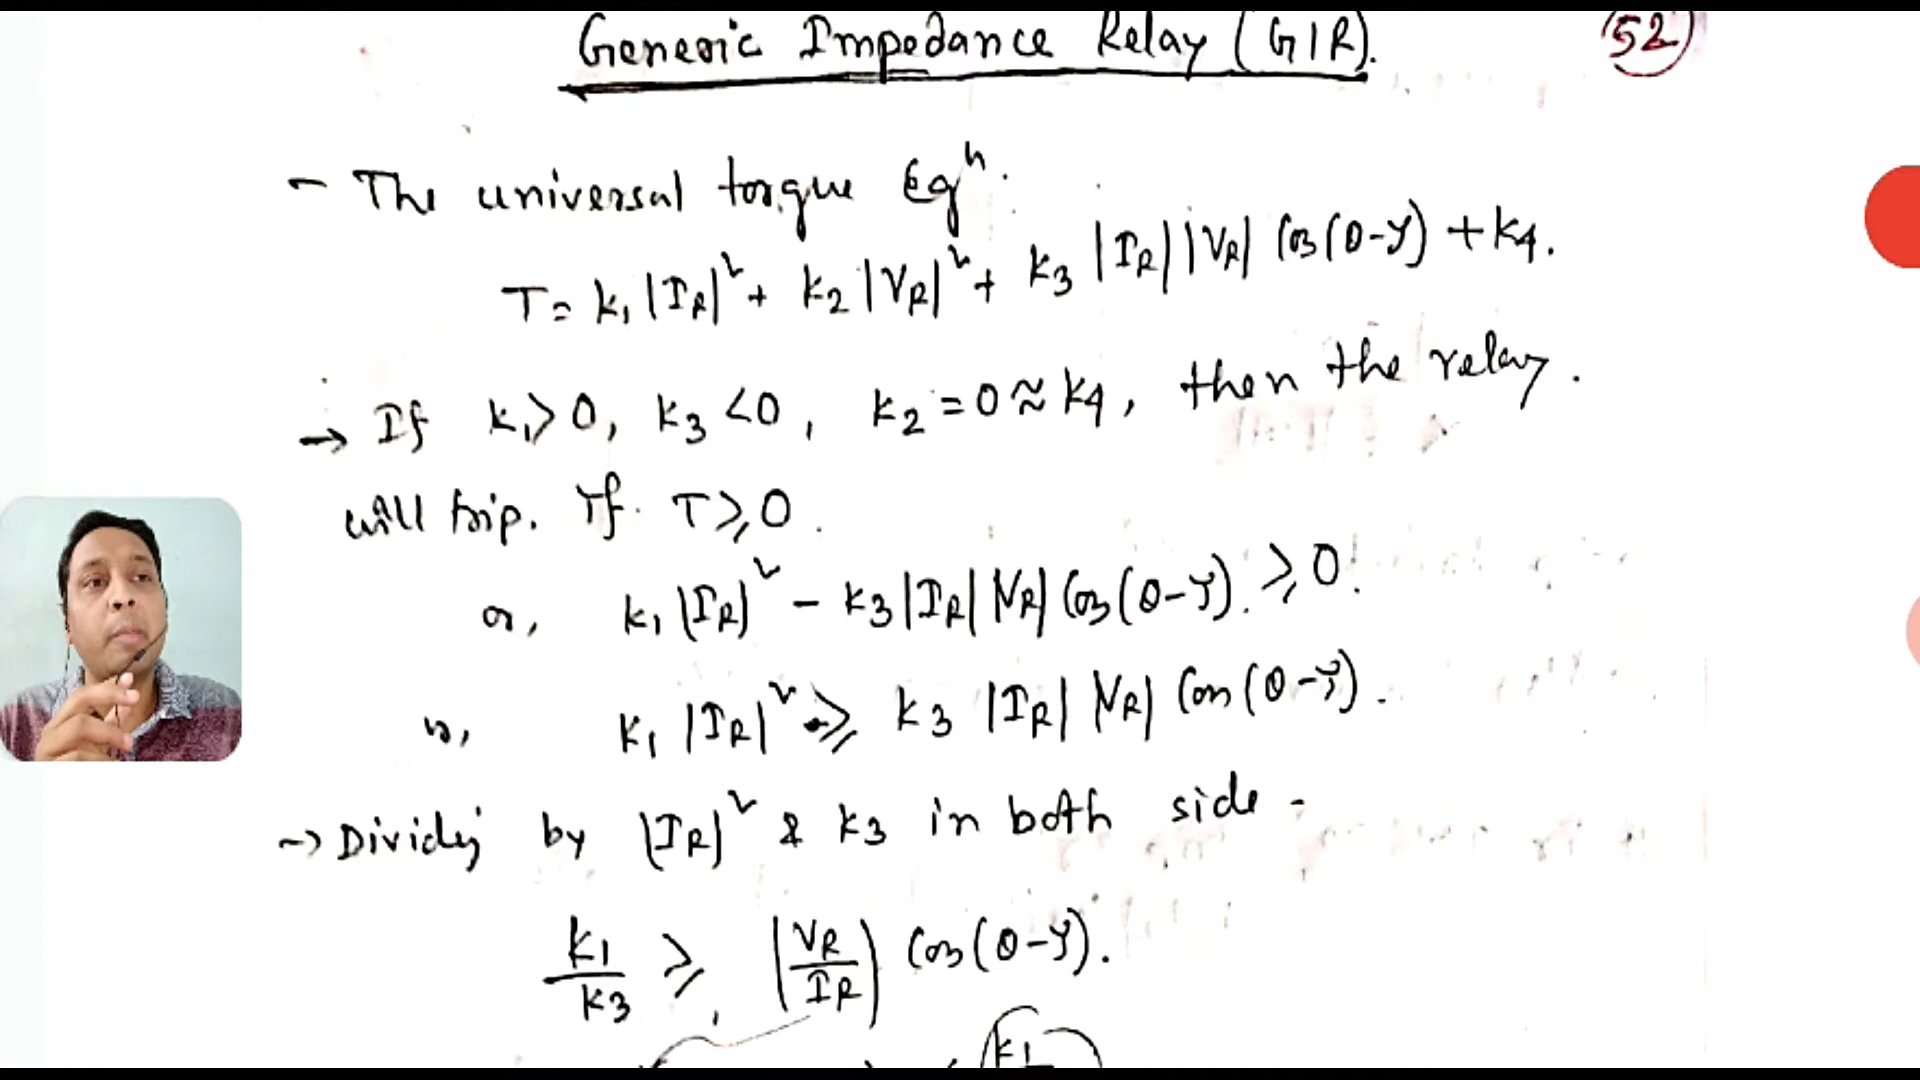 Generic Impedance Relay (GIR).
52
- The universal torque Eqn.
T = k1 |IR|² + k2 |VR|² + k3 |IR| |VR| Cos(θ-γ) + k4.
→ If k1>0, k3<0, k2=0≈k4, then the relay.
will trip. If. T≥0.
or, k1 |IR|² - k3 |IR| |VR| Cos(θ-γ). ≥0.
or, k1 |IR|² ≥ k3 |IR| |VR| Cos(θ-γ).
→ Dividing by |IR|² & k3 in both side -
k1/k3 ≥ |VR/IR| Cos(θ-γ).
k1